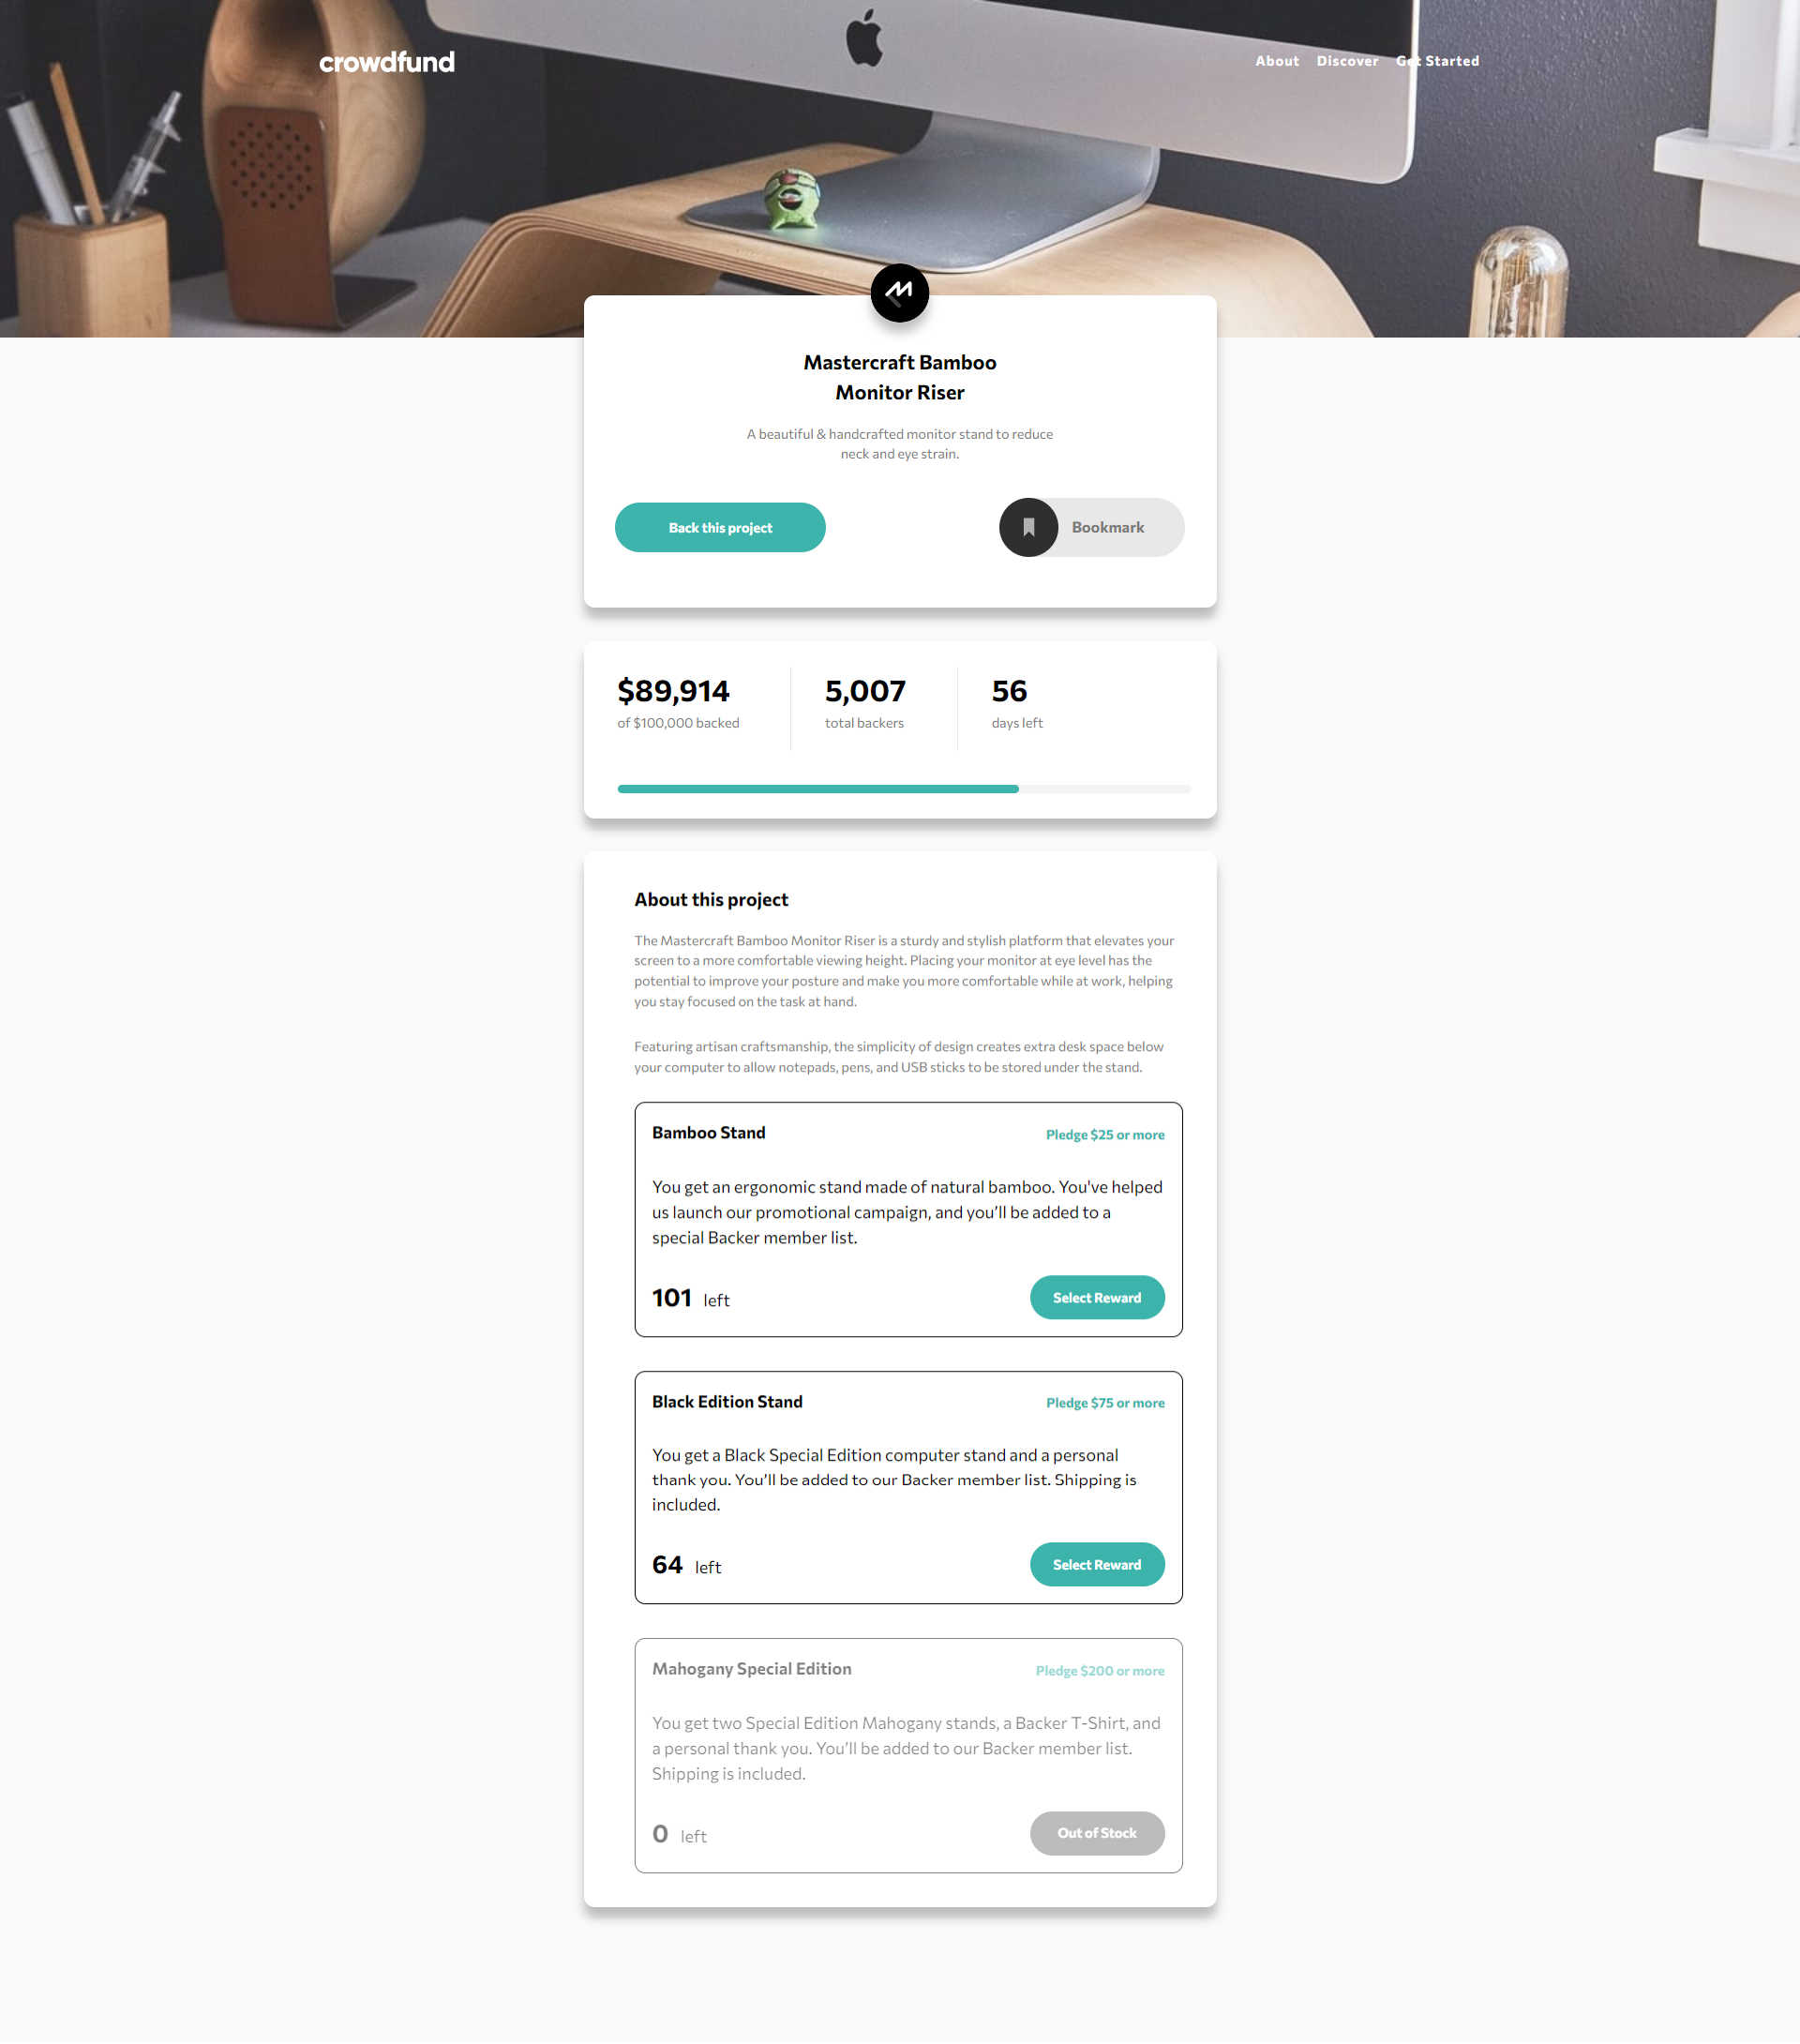 crowdfund
About Discover Get Started
Mastercraft Bamboo
Monitor Riser
A beautiful & handcrafted monitor stand to reduce
neck and eye strain.
Back this project
Bookmark
$89,914
of $100,000 backed
5,007
total backers
56
days left
About this project
The Mastercraft Bamboo Monitor Riser is a sturdy and stylish platform that elevates your
screen to a more comfortable viewing height. Placing your monitor at eye level has the
potential to improve your posture and make you more comfortable while at work, helping
you stay focused on the task at hand.
Featuring artisan craftsmanship, the simplicity of design creates extra desk space below
your computer to allow notepads, pens, and USB sticks to be stored under the stand.
Bamboo Stand
Pledge $25 or more
You get an ergonomic stand made of natural bamboo. You've helped
us launch our promotional campaign, and you’ll be added to a
special Backer member list.
101 left
Select Reward
Black Edition Stand
Pledge $75 or more
You get a Black Special Edition computer stand and a personal
thank you. You’ll be added to our Backer member list. Shipping is
included.
64 left
Select Reward
Mahogany Special Edition
Pledge $200 or more
You get two Special Edition Mahogany stands, a Backer T-Shirt, and
a personal thank you. You’ll be added to our Backer member list.
Shipping is included.
0 left
Out of Stock